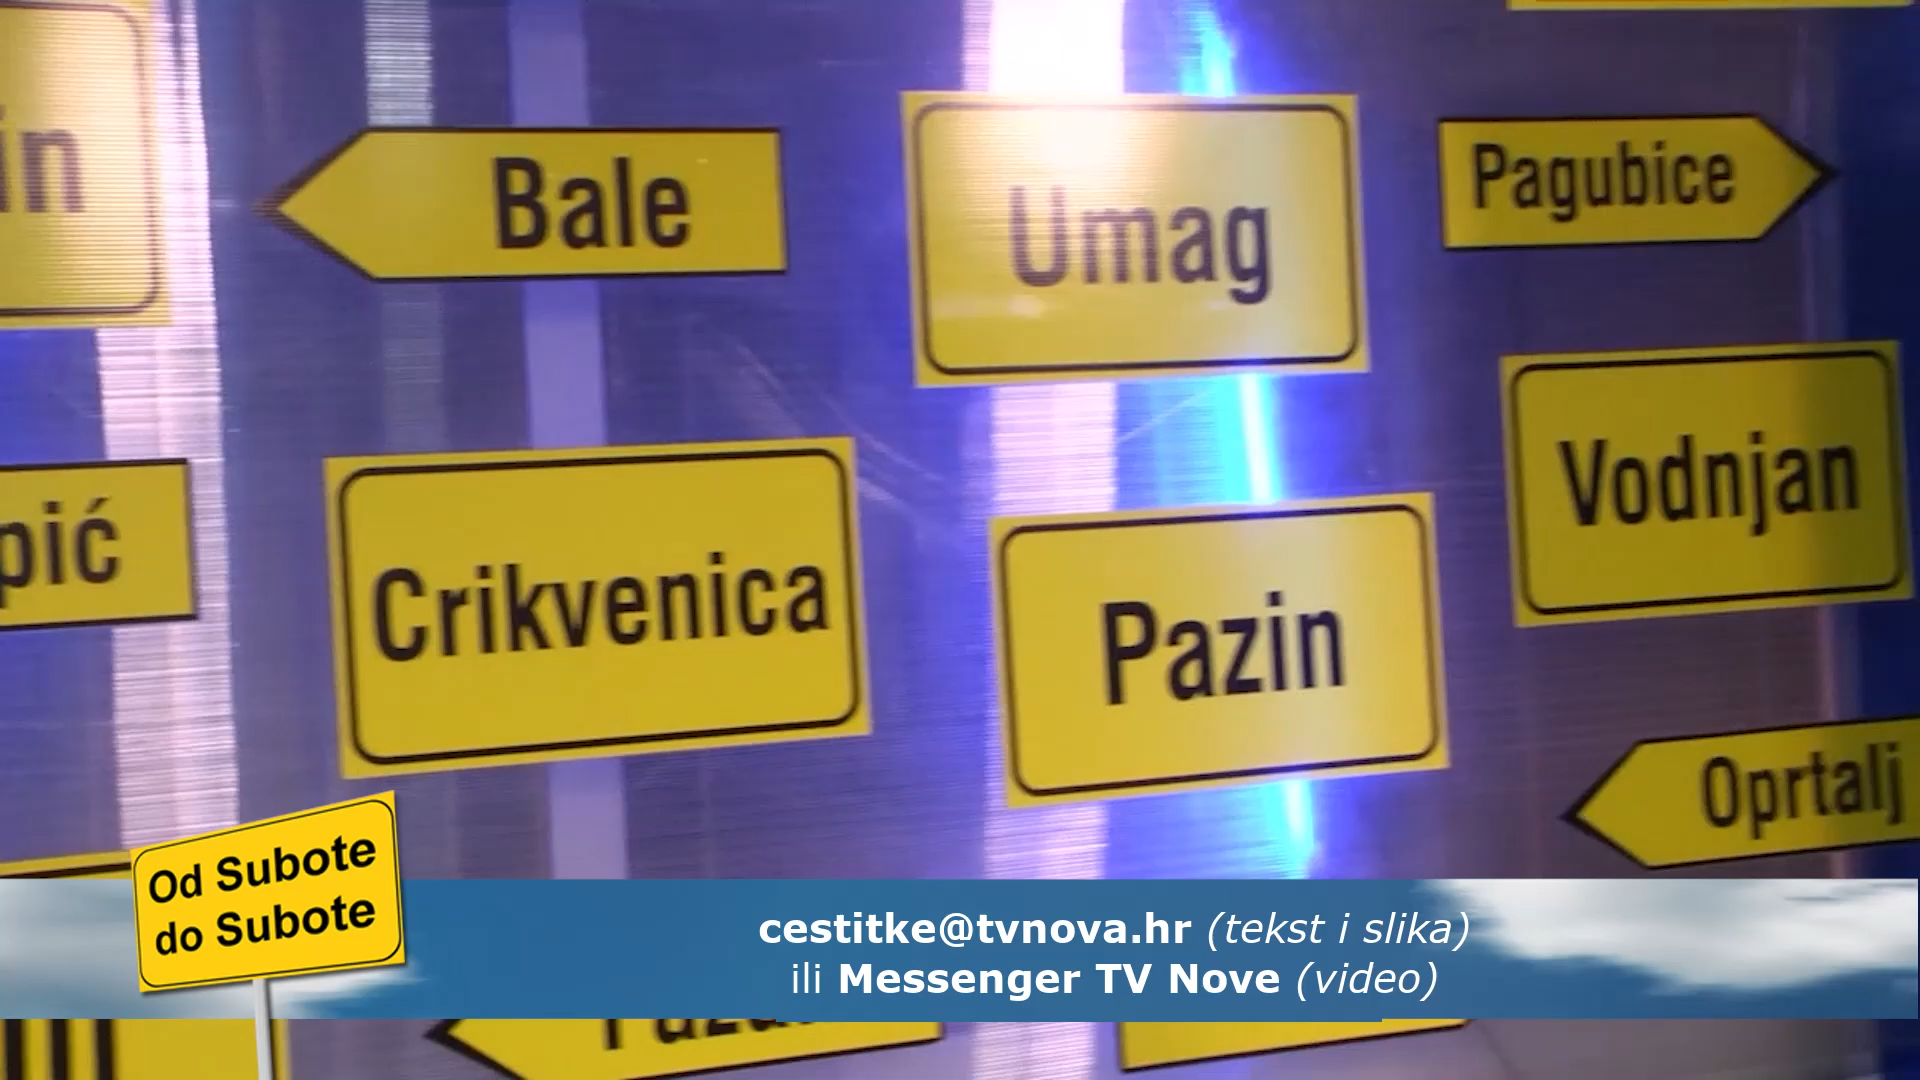 in
Bale
Umag
Pagubice
pić
Crikvenica
Pazin
Vodnjan
Oprtalj
Od Subote
do Subote
cestitke@tvnova.hr (tekst i slika)
ili Messenger TV Nove (video)